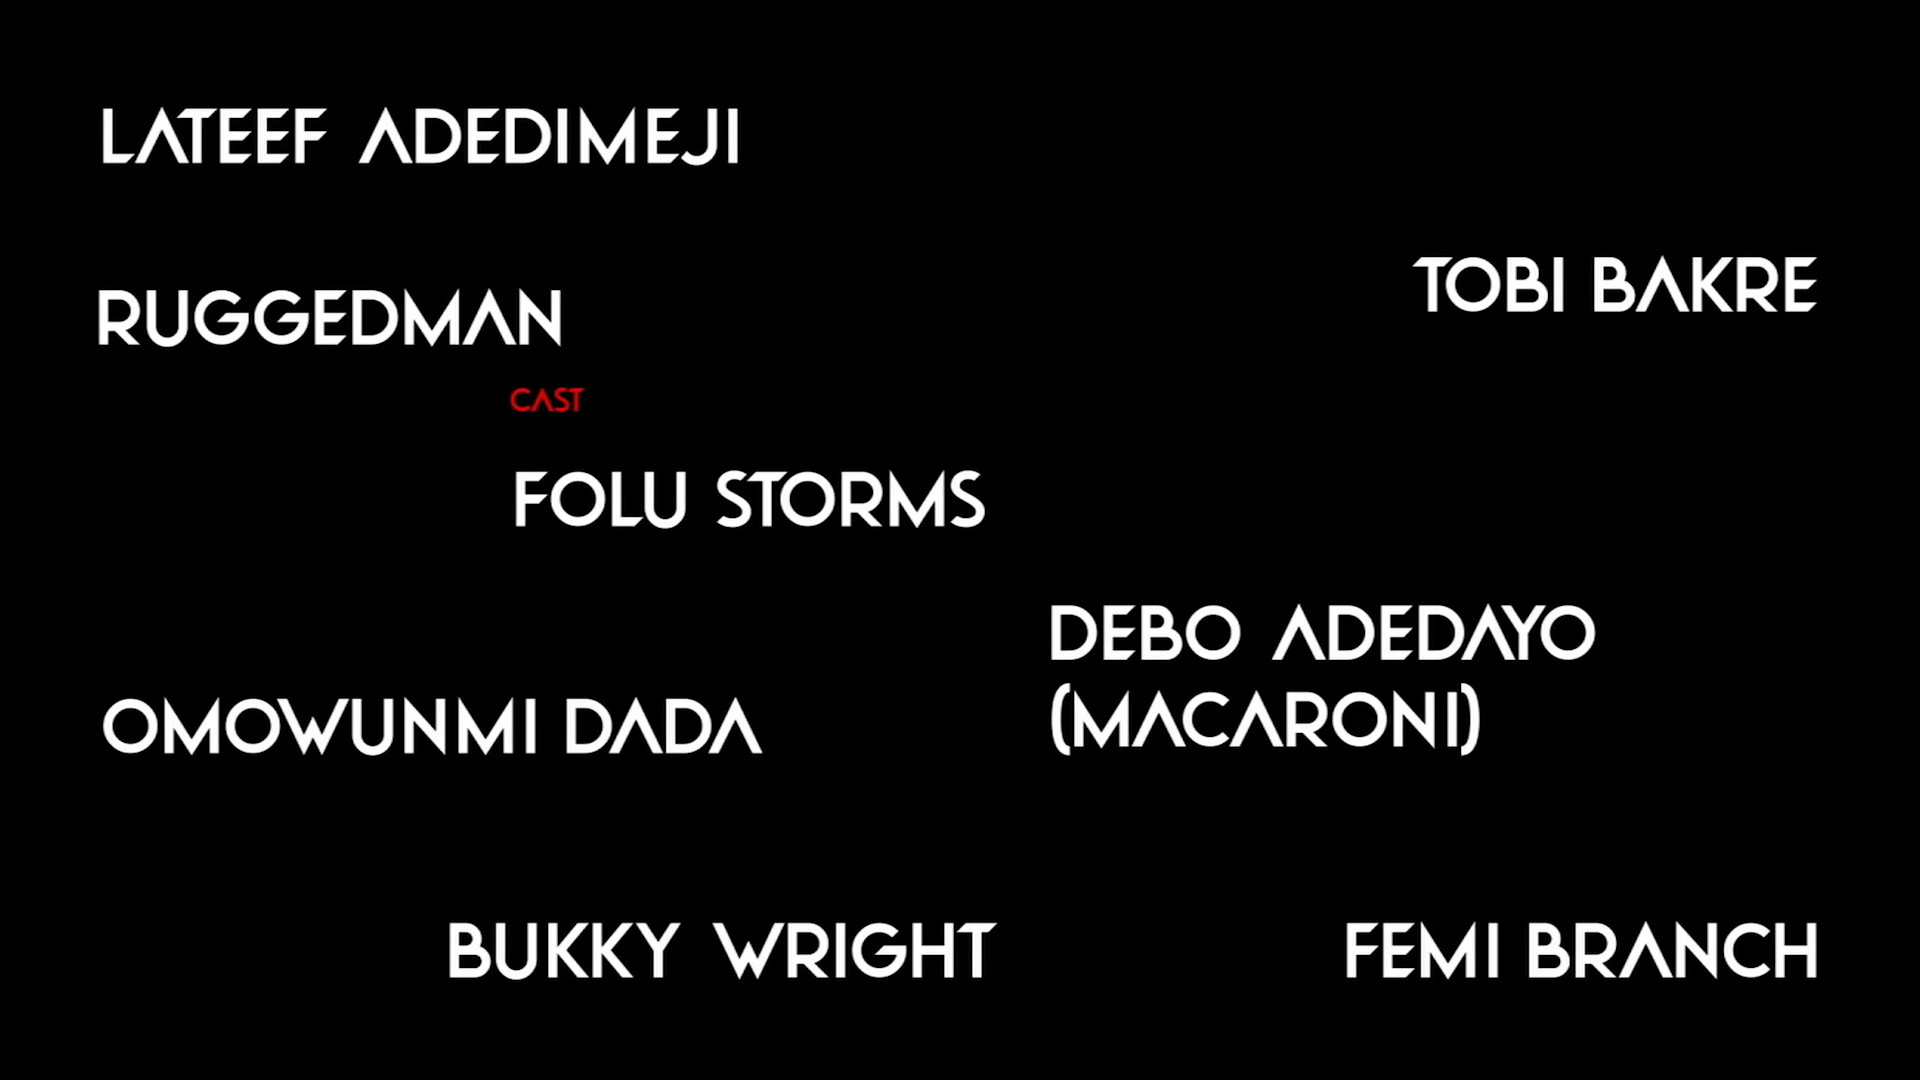 LATEEF ADEDIMEJI
TOBI BAKRE
RUGGEDMAN
CAST
FOLU STORMS
DEBO ADEDAYO
(MACARONI)
OMOWUNMI DADA
BUKKY WRIGHT
FEMI BRANCH